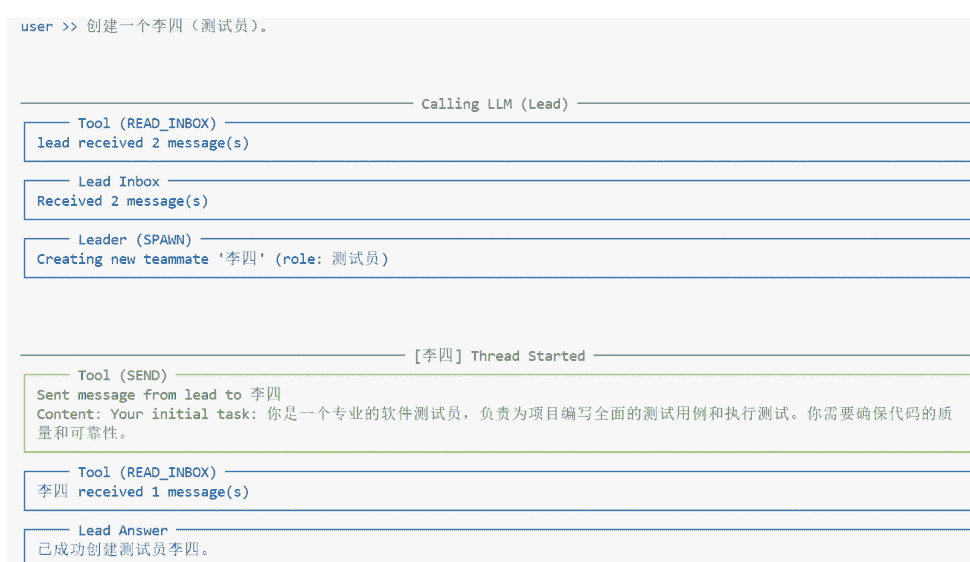 user >> 创建一个李四（测试员）。
Calling LLM (Lead)
Tool (READ_INBOX)
lead received 2 message(s)
Lead Inbox
Received 2 message(s)
Leader (SPAWN)
Creating new teammate '李四' (role: 测试员)
[李四] Thread Started
Tool (SEND)
Sent message from lead to 李四
Content: Your initial task: 你是一个专业的软件测试员，负责为项目编写全面的测试用例和执行测试。你需要确保代码的质
量和可靠性。
Tool (READ_INBOX)
李四 received 1 message(s)
Lead Answer
已成功创建测试员李四。